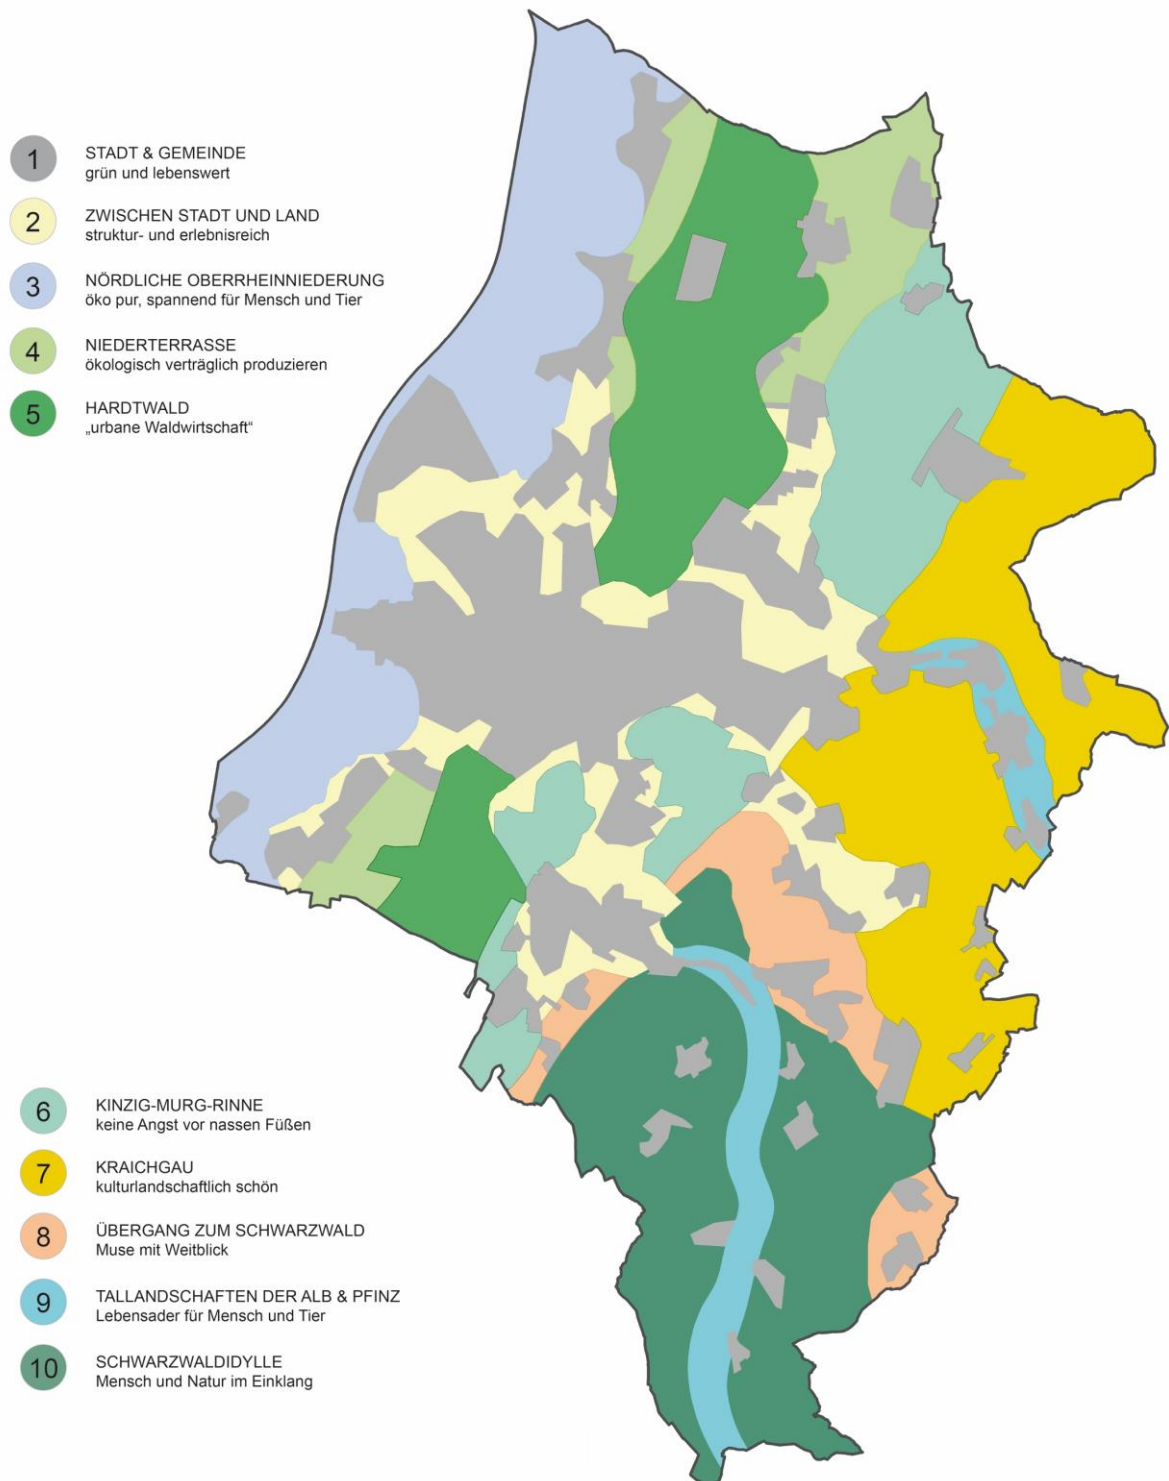 1
STADT & GEMEINDE
grün und lebenswert
2
ZWISCHEN STADT UND LAND
struktur- und erlebnisreich
3
NÖRDLICHE OBERRHEINNIEDERUNG
öko pur, spannend für Mensch und Tier
4
NIEDERTERRASSE
ökologisch verträglich produzieren
5
HARDTWALD
„urbane Waldwirtschaft“
6
KINZIG-MURG-RINNE
keine Angst vor nassen Füßen
7
KRAICHGAU
kulturlandschaftlich schön
8
ÜBERGANG ZUM SCHWARZWALD
Muse mit Weitblick
9
TALLANDSCHAFTEN DER ALB & PFINZ
Lebensader für Mensch und Tier
10
SCHWARZWALDIDYLLE
Mensch und Natur im Einklang